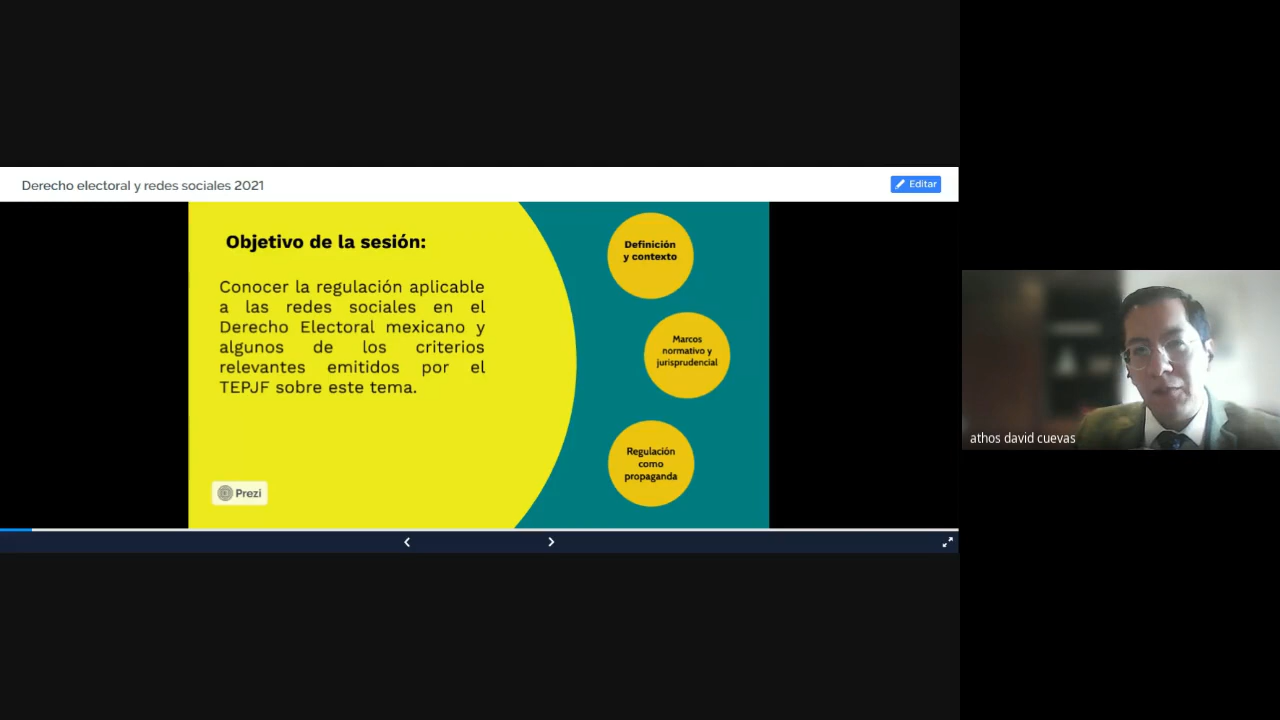 Derecho electoral y redes sociales 2021
Editar
Objetivo de la sesión:
Conocer la regulación aplicable
a las redes sociales en el
Derecho Electoral mexicano y
algunos de los criterios
relevantes emitidos por el
TEPJF sobre este tema.
Prezi
Definición
y contexto
Marcos
normativo y
jurisprudencial
Regulación
como
propaganda
athos david cuevas